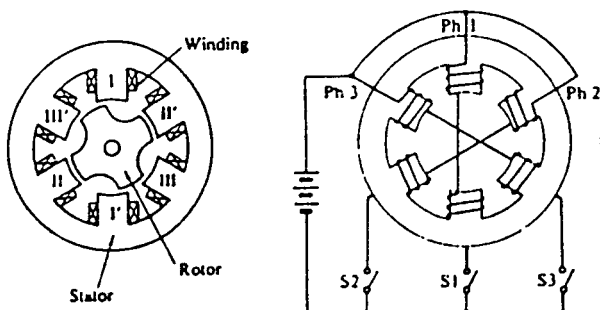 Winding
I
III'
II'
II
III
I'
Rotor
Stator
Ph 1
Ph 3
Ph 2
S2
S1
S3